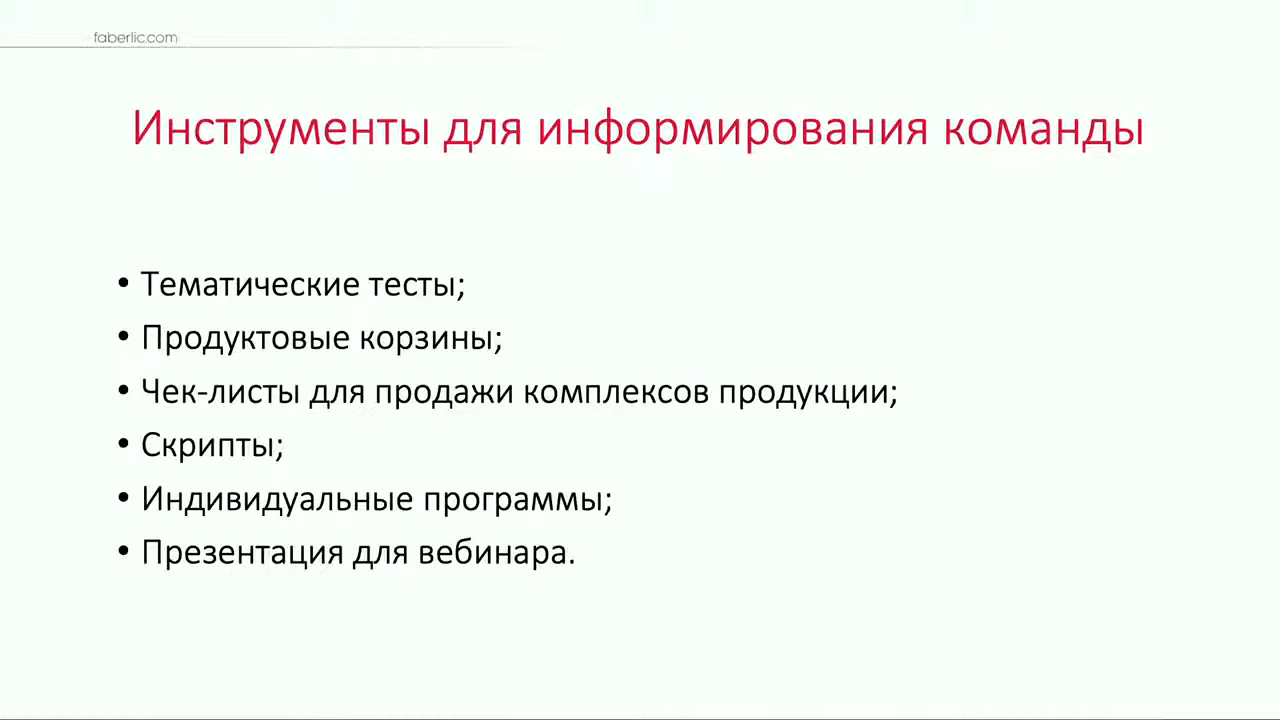 faberlic.com
Инструменты для информирования команды
• Тематические тесты;
• Продуктовые корзины;
• Чек-листы для продажи комплексов продукции;
• Скрипты;
• Индивидуальные программы;
• Презентация для вебинара.